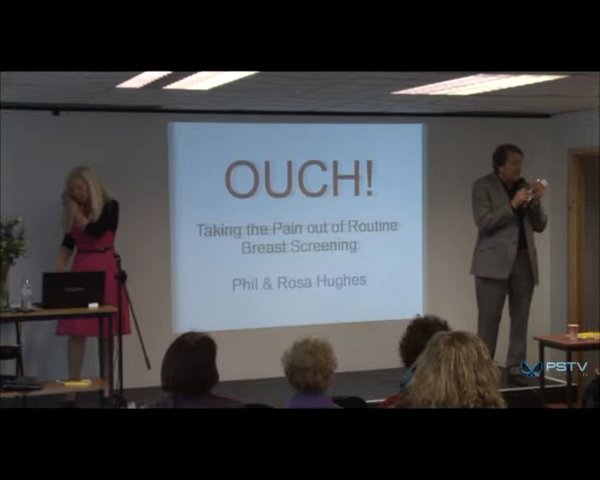 OUCH!
Taking the Pain out of Routine
Breast Screening
Phil & Rosa Hughes
PSTV